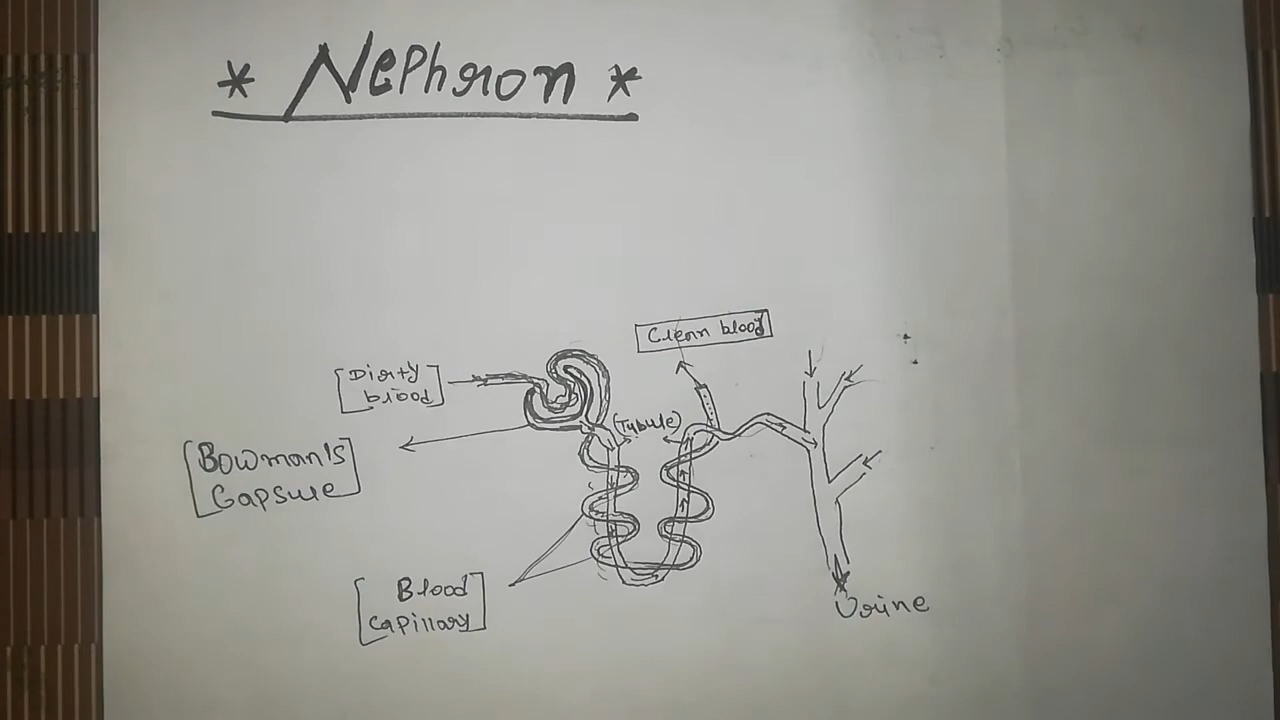 * Nephron *
Clean blood
Dirty
blood
(Tubule)
Bowman's
Capsule
Blood
capillary
Urine